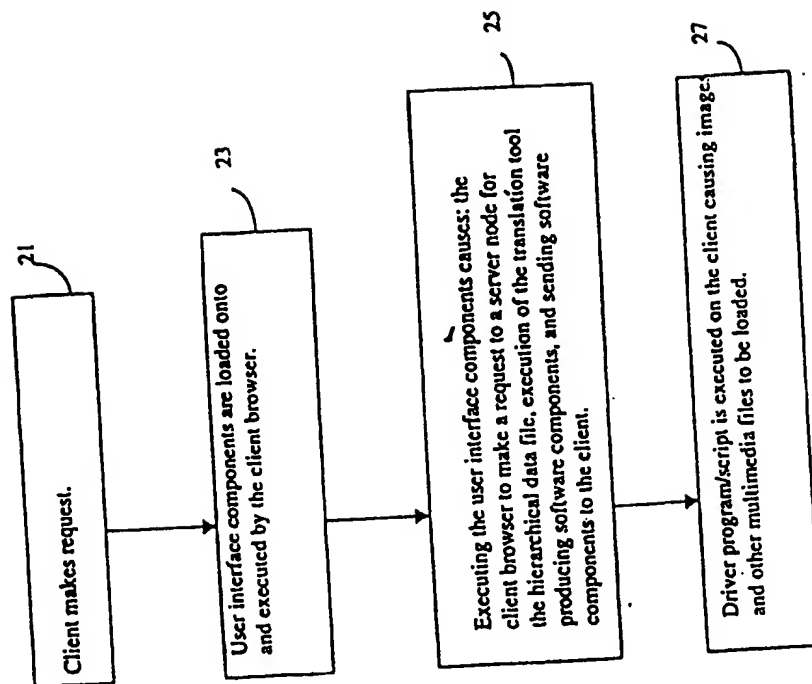 21
Client makes request.
23
User interface components are loaded onto
and executed by the client browser.
25
Executing the user interface components causes: the
client browser to make a request to a server node for
the hierarchical data file, execution of the translation tool
producing software components, and sending software
components to the client.
27
Driver program/script is executed on the client causing images
and other multimedia files to be loaded.